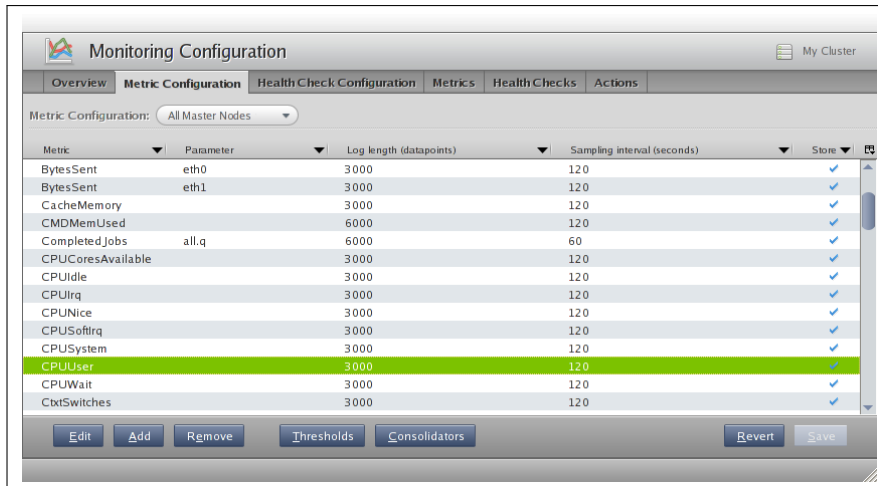 Monitoring Configuration My Cluster
Overview Metric Configuration Health Check Configuration Metrics Health Checks Actions
Metric Configuration: All Master Nodes
Metric Parameter Log length (datapoints) Sampling interval (seconds) Store
BytesSent eth0 3000 120
BytesSent eth1 3000 120
CacheMemory 3000 120
CMDMemUsed 6000 120
CompletedJobs all.q 6000 60
CPUCoresAvailable 3000 120
CPUIdle 3000 120
CPUIrq 3000 120
CPUNice 3000 120
CPUSoftIrq 3000 120
CPUSystem 3000 120
CPUUser 3000 120
CPUWait 3000 120
CtxtSwitches 3000 120
Edit Add Remove Thresholds Consolidators Revert Save